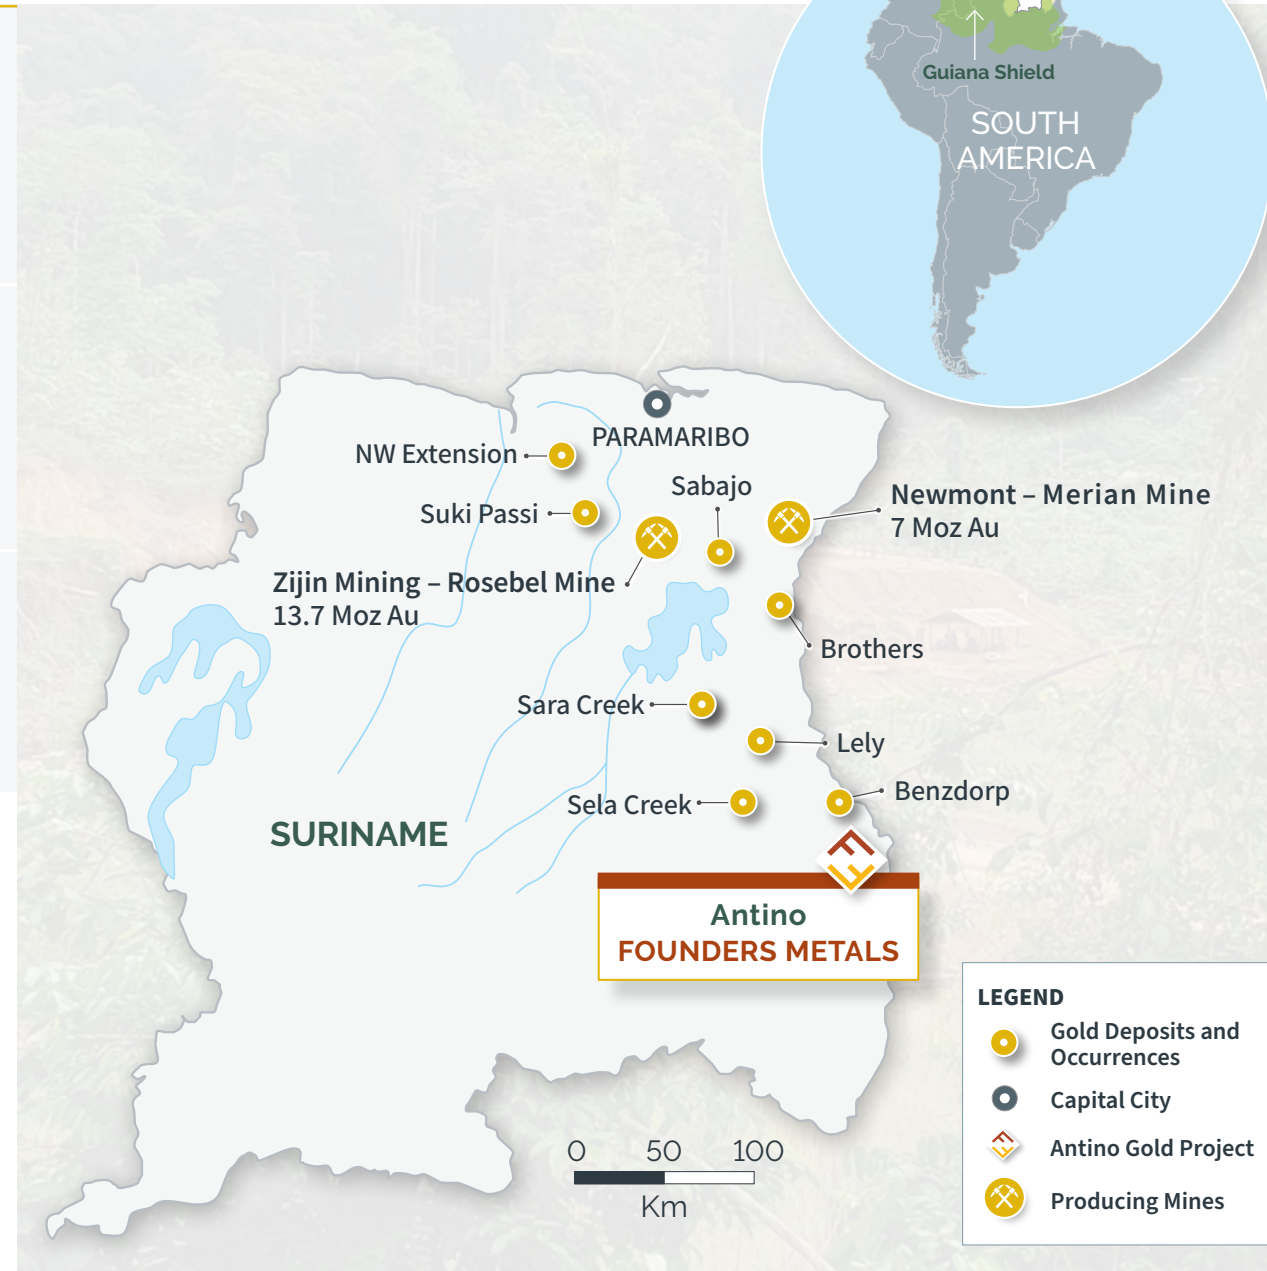 Guiana Shield
SOUTH
AMERICA
PARAMARIBO
NW Extension
Sabajo
Suki Passi
Newmont – Merian Mine
7 Moz Au
Zijin Mining – Rosebel Mine
13.7 Moz Au
Brothers
Sara Creek
Lely
Benzdorp
Sela Creek
SURINAME
Antino
FOUNDERS METALS
LEGEND
Gold Deposits and
Occurrences
Capital City
Antino Gold Project
Producing Mines
0 50 100
Km